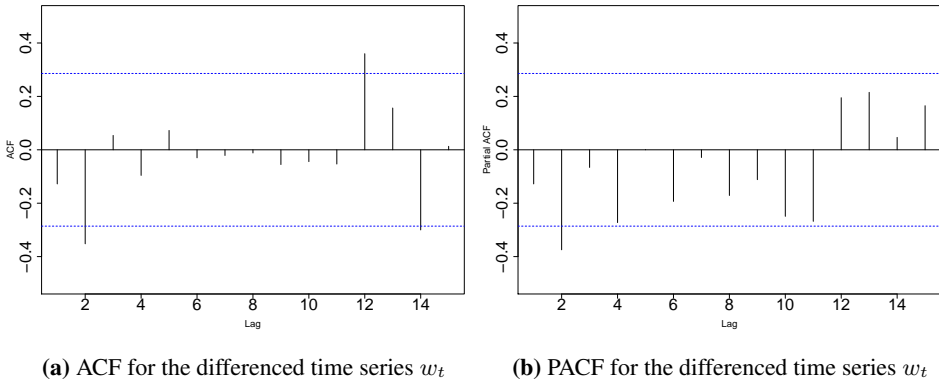 ACF
0.4
0.2
0.0
−0.2
−0.4
2 4 6 8 10 12 14
Lag
Partial ACF
0.4
0.2
0.0
−0.2
−0.4
2 4 6 8 10 12 14
Lag
(a) ACF for the differenced time series wₜ
(b) PACF for the differenced time series wₜ